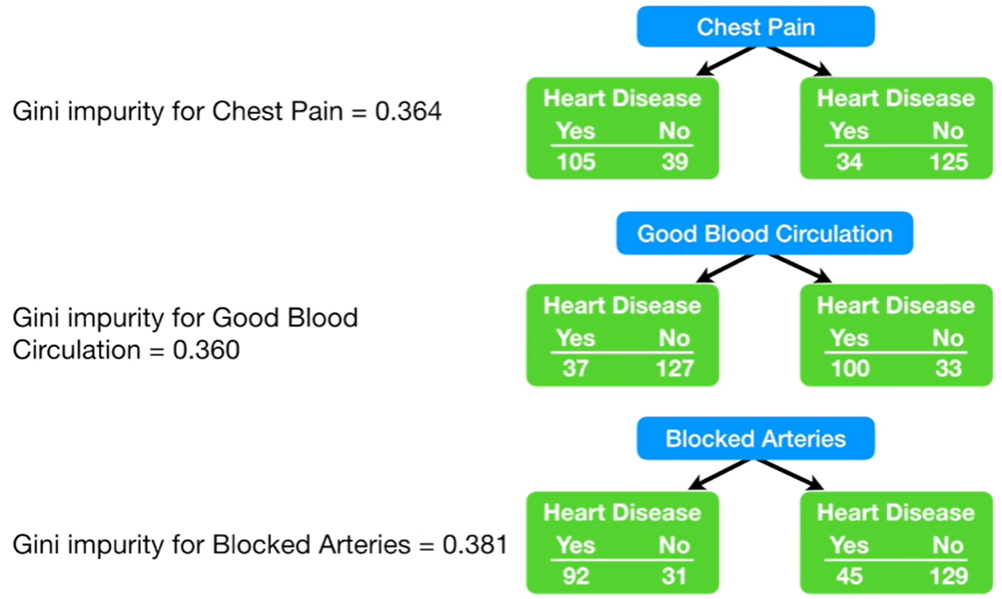 Chest Pain
Gini impurity for Chest Pain = 0.364
Heart Disease
Yes No
105 39
Heart Disease
Yes No
34 125
Good Blood Circulation
Gini impurity for Good Blood
Circulation = 0.360
Heart Disease
Yes No
37 127
Heart Disease
Yes No
100 33
Blocked Arteries
Gini impurity for Blocked Arteries = 0.381
Heart Disease
Yes No
92 31
Heart Disease
Yes No
45 129